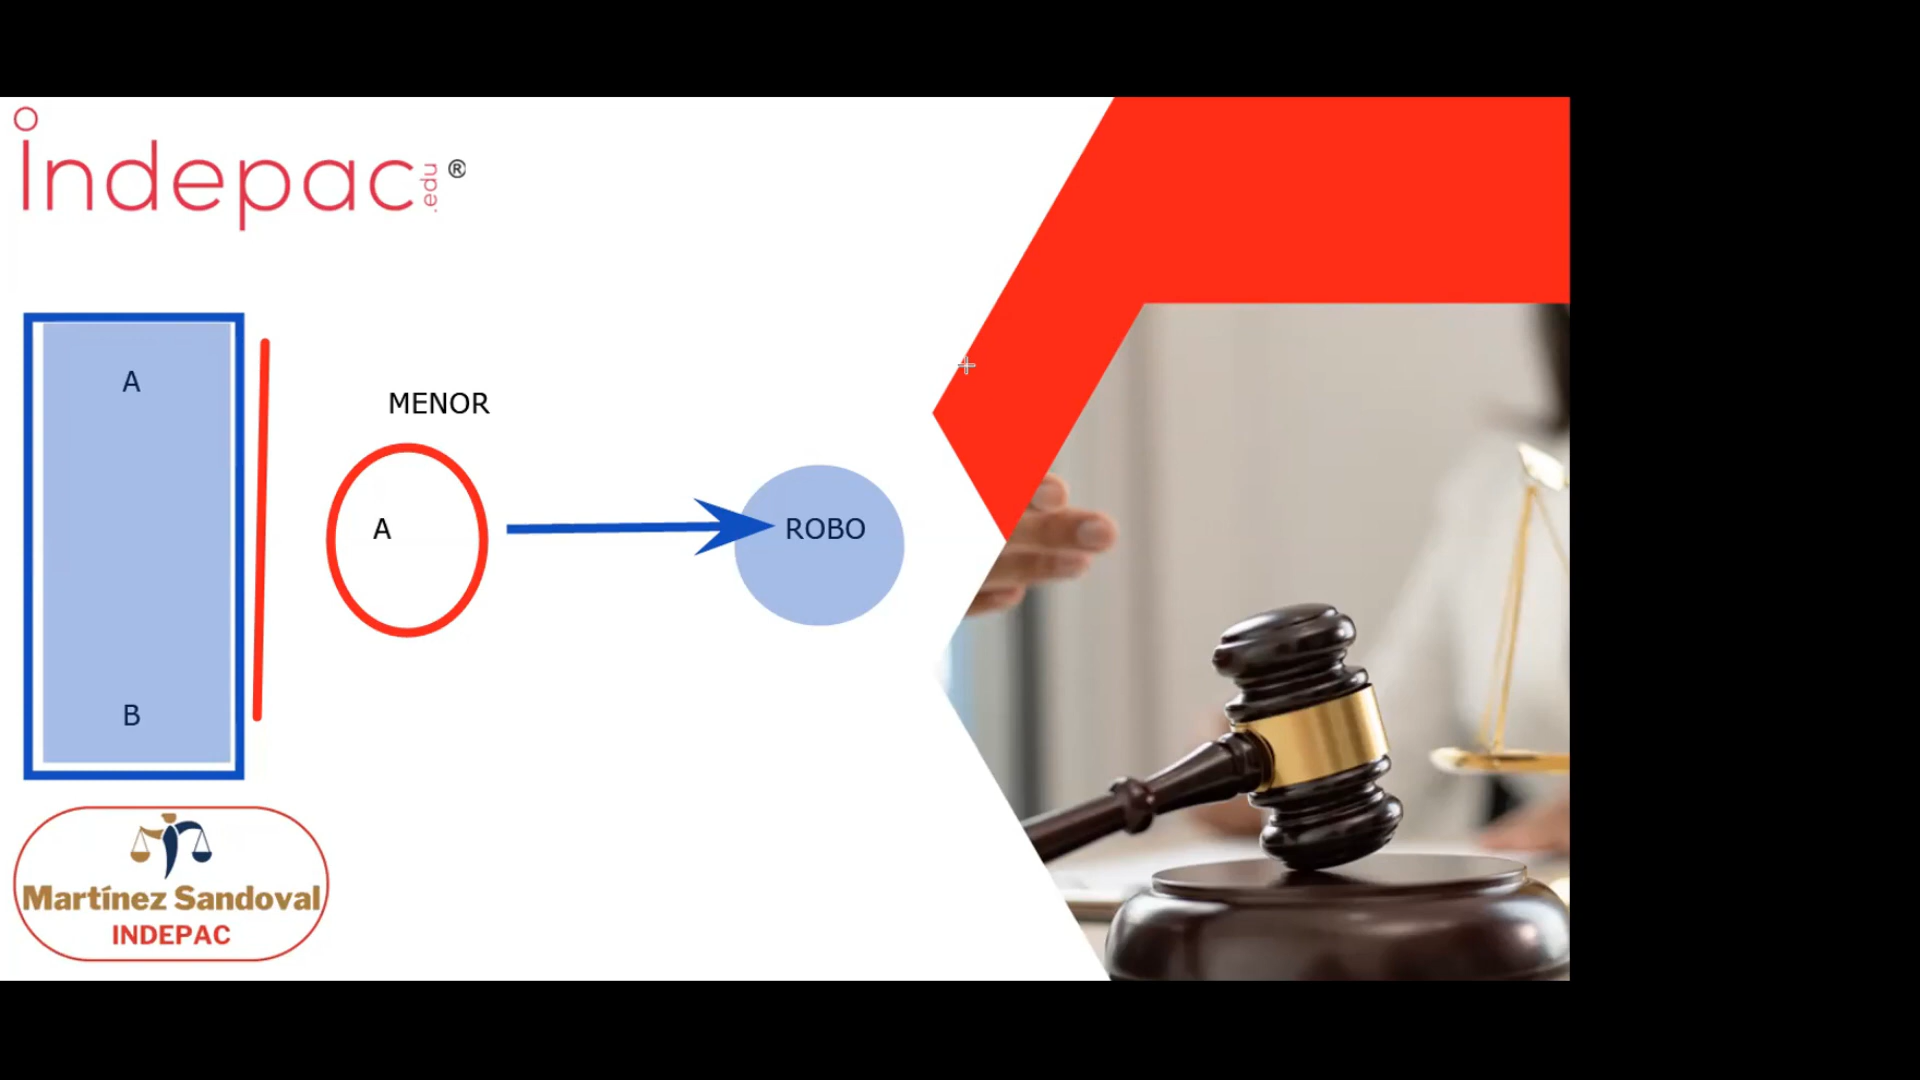 indepac .edu ®
A
MENOR
A
ROBO
B
Martínez Sandoval
INDEPAC